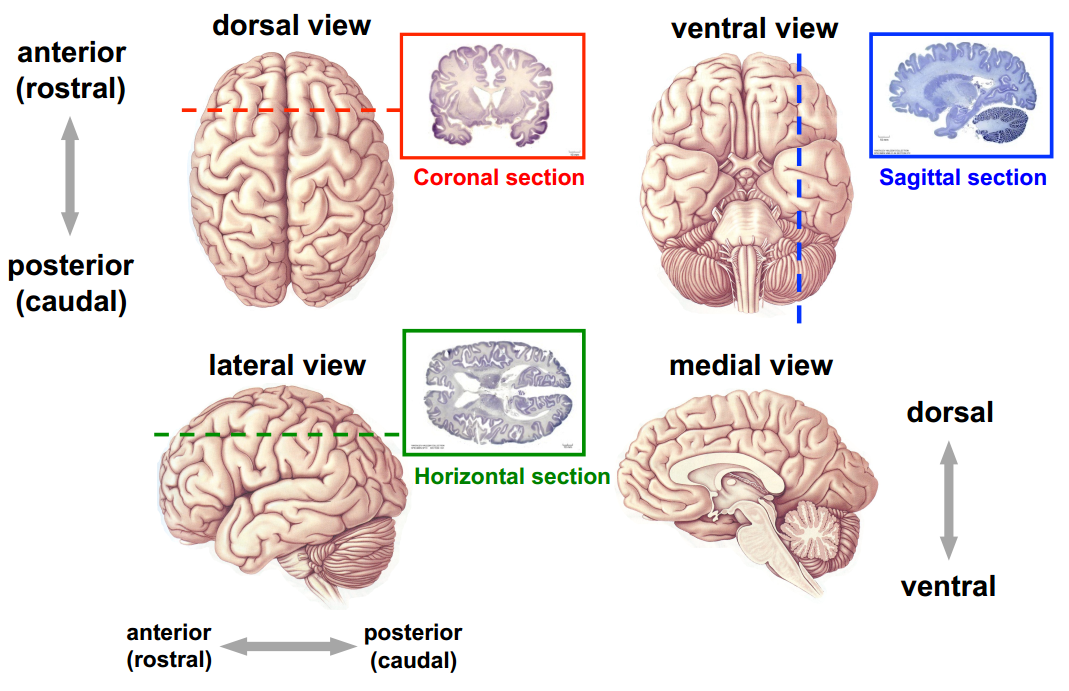 dorsal view
ventral view
anterior
(rostral)
Coronal section
Sagittal section
posterior
(caudal)
lateral view
medial view
dorsal
Horizontal section
ventral
anterior
(rostral)
posterior
(caudal)